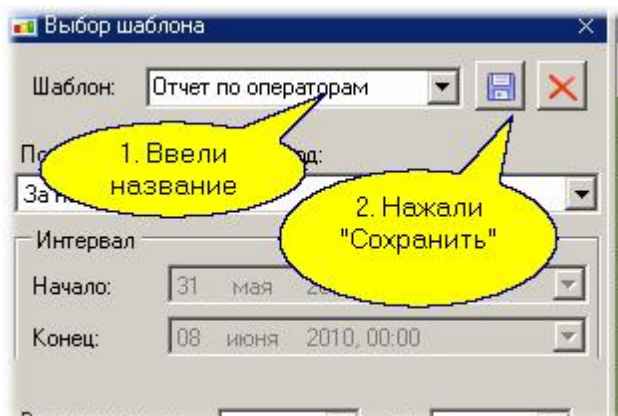 Выбор шаблона
Шаблон: Отчет по операторам
1. Ввели
название
2. Нажали
"Сохранить"
Интервал
Начало: 31 мая
Конец: 08 июня 2010, 00:00